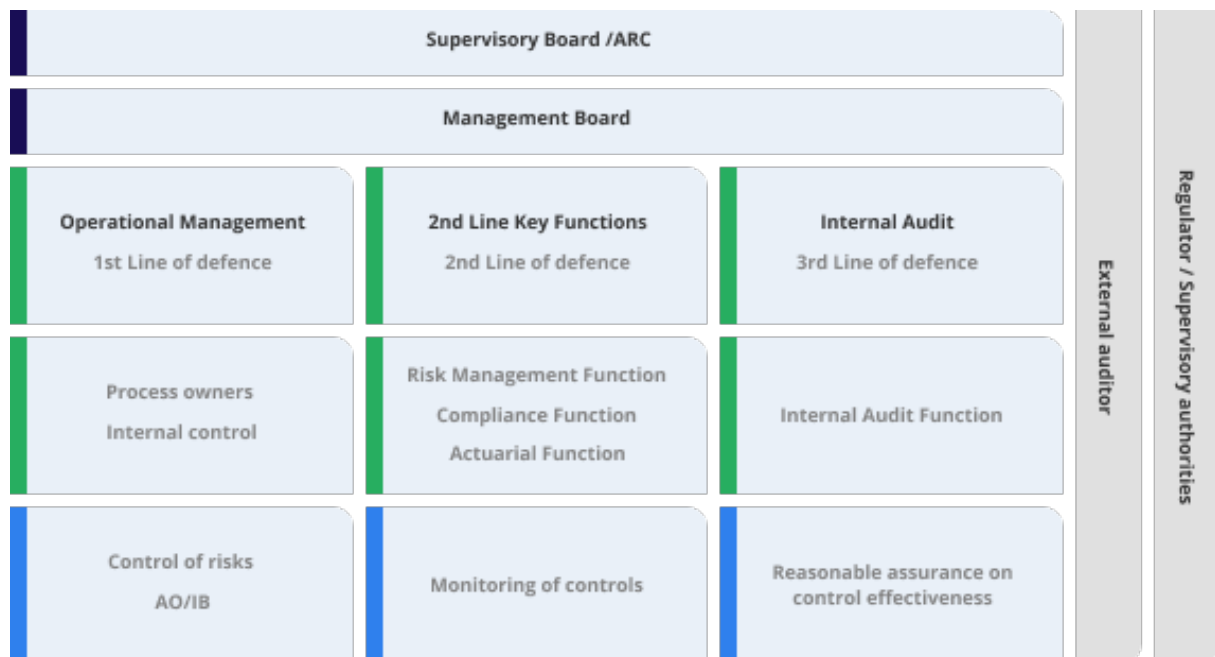 Supervisory Board /ARC
Management Board
Operational Management
1st Line of defence
2nd Line Key Functions
2nd Line of defence
Internal Audit
3rd Line of defence
Process owners
Internal control
Risk Management Function
Compliance Function
Actuarial Function
Internal Audit Function
Control of risks
AO/IB
Monitoring of controls
Reasonable assurance on
control effectiveness
External auditor
Regulator / Supervisory authorities